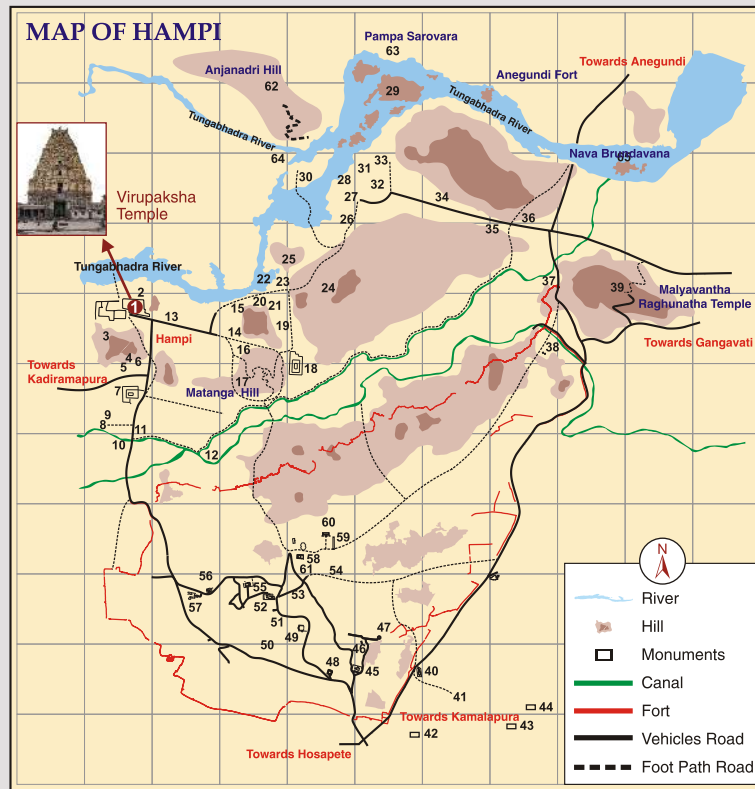 MAP OF HAMPI
Pampa Sarovara
63
Anjanadri Hill
62
Anegundi Fort
Towards Anegundi
29
Tungabhadra River
Tungabhadra River
64
Nava Brundavana
65
30
28
31
33
32
27
26
34
35
36
Virupaksha
Temple
Tungabhadra River
25
22
23
24
37
39
Malyavantha
Raghunatha Temple
2
1
13
15
20
21
14
19
Hampi
3
4
5
6
16
17
18
38
Towards Gangavati
Towards
Kadiramapura
7
Matanga Hill
9
8
11
10
12
60
59
58
61
54
56
55
57
52
53
51
49
50
47
46
48
45
40
41
44
43
42
Towards Kamalapura
Towards Hosapete
N
River
Hill
Monuments
Canal
Fort
Vehicles Road
Foot Path Road